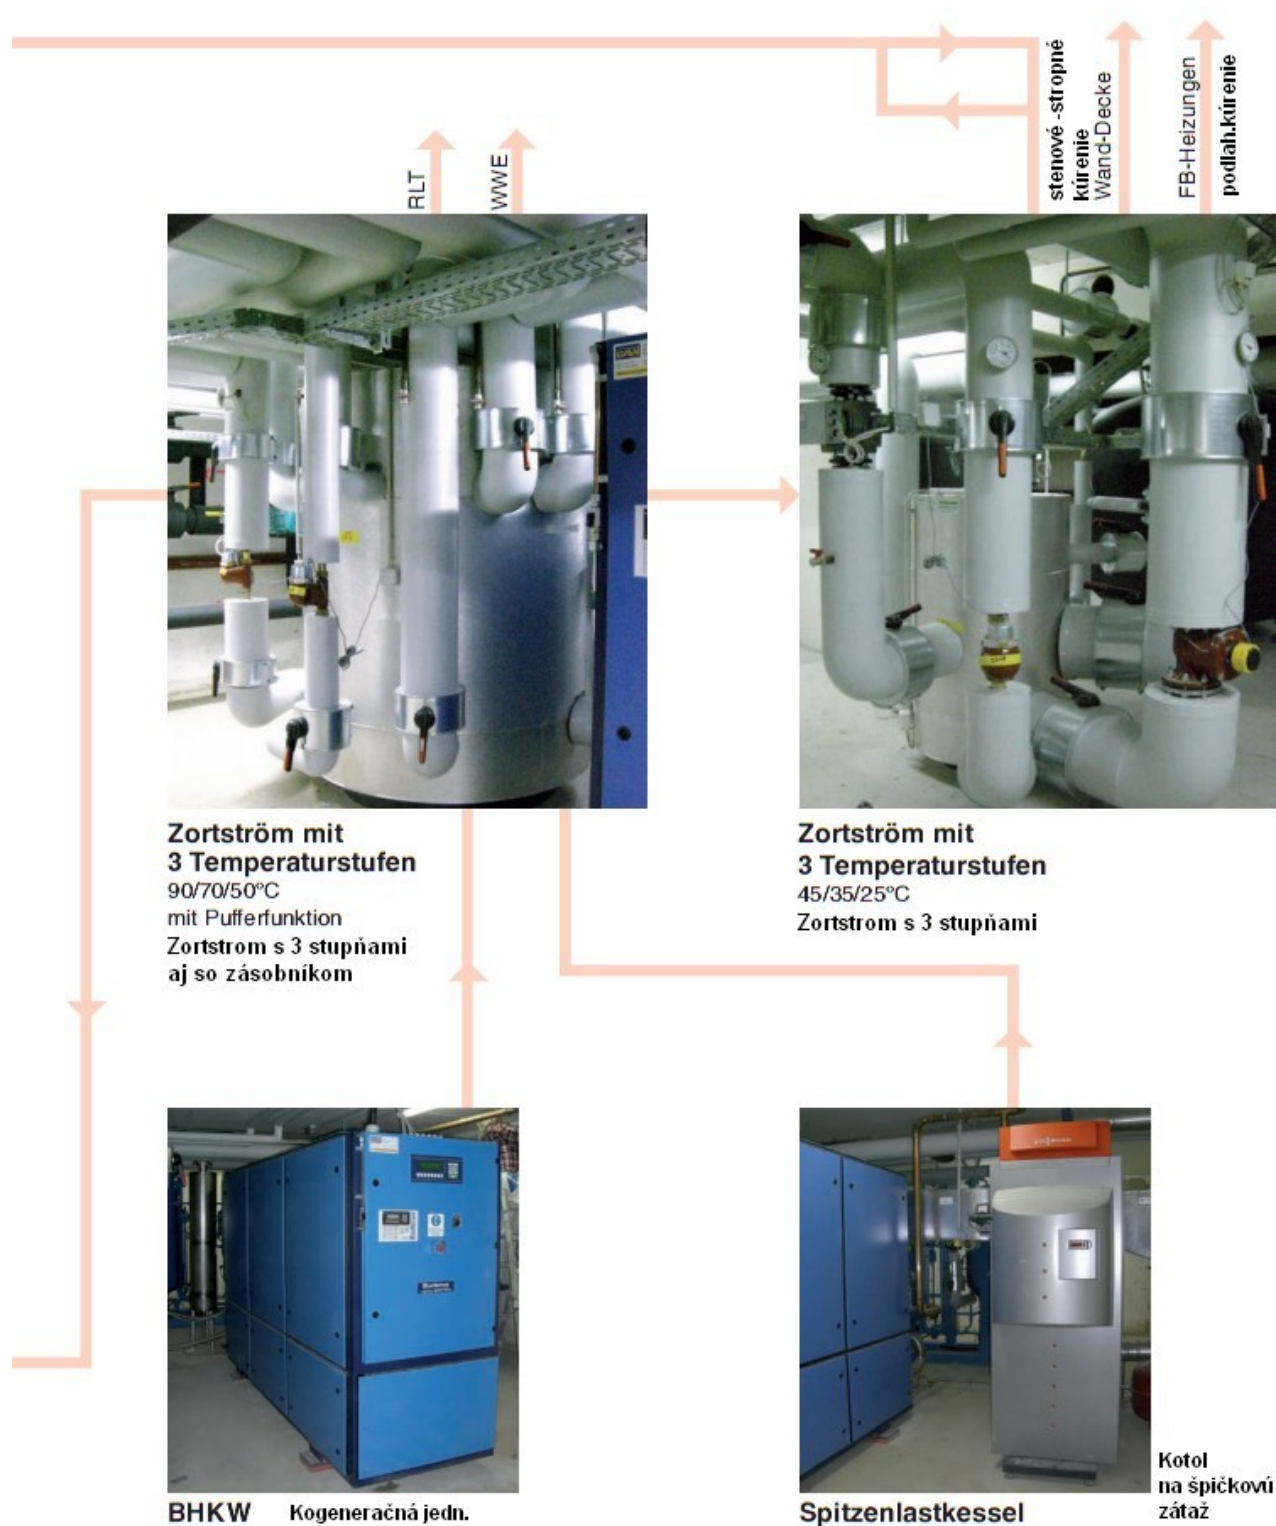 stenové -stropné
kúrenie
Wand-Decke
FB-Heizungen
podlah.kúrenie
RLT
WWE
Zortström mit
3 Temperaturstufen
90/70/50°C
mit Pufferfunktion
Zortstrom s 3 stupňami
aj so zásobníkom
Zortström mit
3 Temperaturstufen
45/35/25°C
Zortstrom s 3 stupňami
BHKW Kogeneračná jedn.
Spitzenlastkessel
Kotol
na špičkovú
zátaž